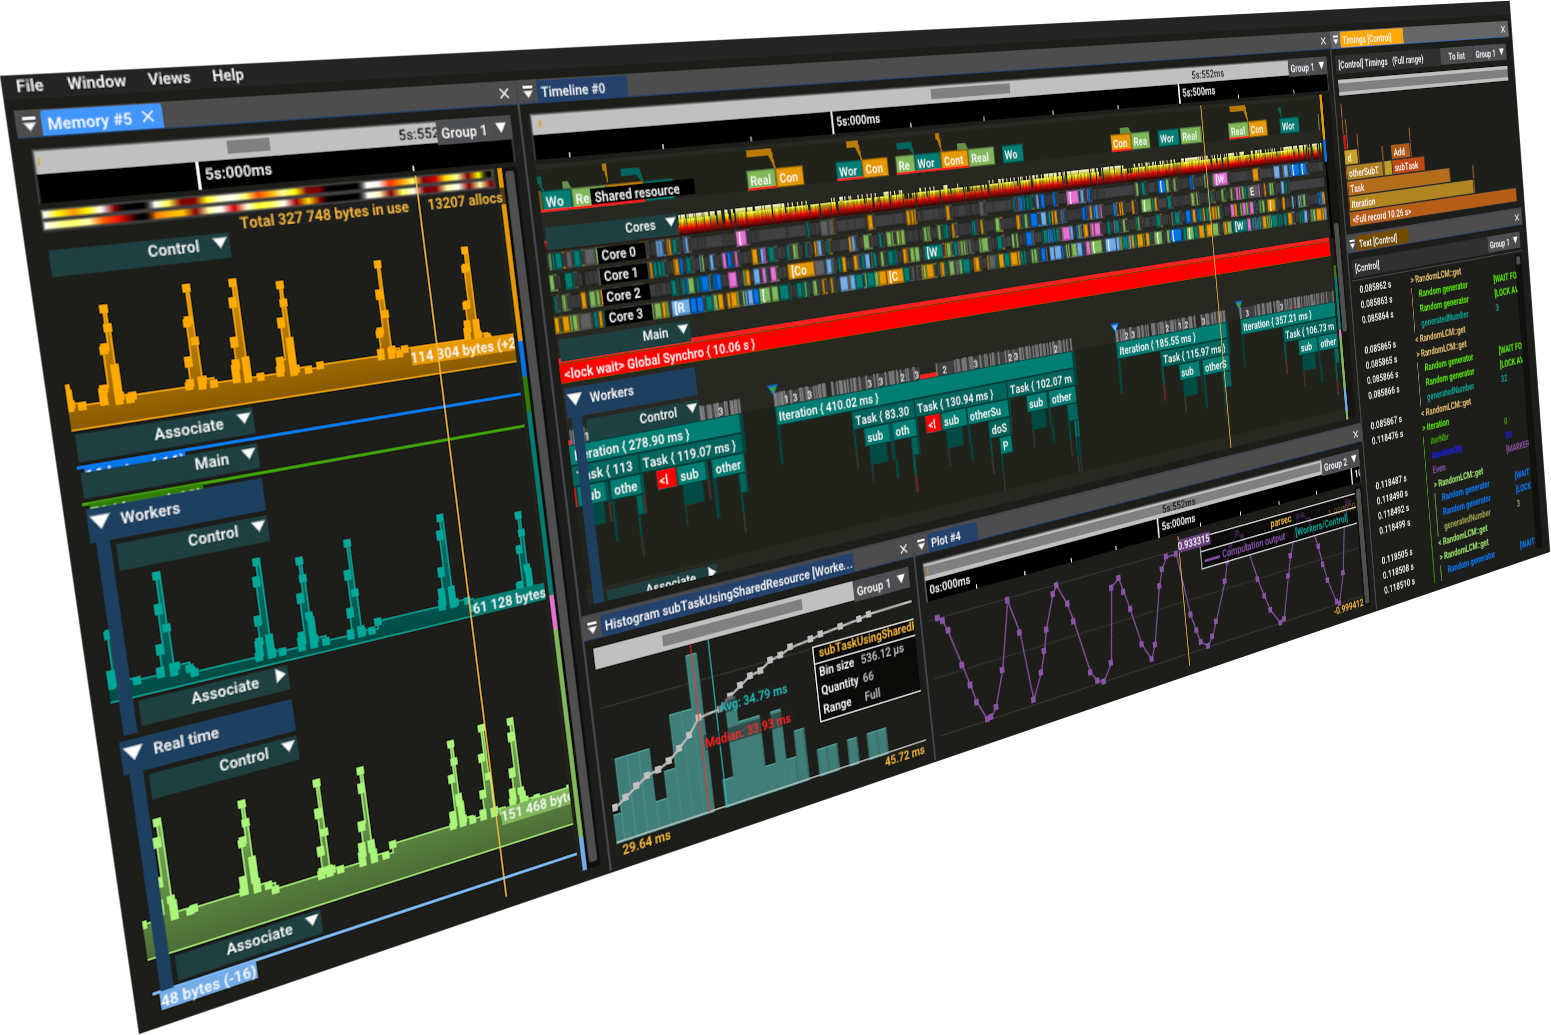 File Window Views Help
Memory #5
5s:552
Group 1
5s:000ms
Total 327 748 bytes in use
13207 allocs
Control
114 304 bytes (+2
Associate
Main
Workers
Control
61 128 bytes
Associate
Real time
Control
151 468 byte
Associate
48 bytes (-16)
Timeline #0
5s:552ms
Group 1
5s:000ms
5s:500ms
Wo Re Shared resource
Real Con
Wor Con
Re Wor Cont Real Wo
Con Rea Wor Real
Real Con Wor
Cores
Core 0
Core 1
Core 2
Core 3
[R
[Co
[C
[W
[W
E
[W
Main
<lock wait> Global Synchro { 10.06 s }
Workers
Control
Iteration { 410.02 ms }
Iteration { 185.55 ms }
Iteration { 357.21 ms }
teration { 278.90 ms }
Task { 119.07 ms }
Task { 83.30
Task { 130.94 ms }
Task { 102.07 m
Task { 115.97 ms}
Task { 106.73 m
ask { 113
ub othe <l sub other
sub oth <l sub otherSu sub other
doS
P
sub otherS
sub other
Associate
Histogram subTaskUsingSharedResource [Worke...
Group 1
subTaskUsingSharedR
Bin size 536.12 µs
Quantity 66
Range Full
Avg: 34.79 ms
Median: 33.93 ms
29.64 ms
45.72 ms
Plot #4
Group 2
5s:552ms
0s:000ms
5s:000ms
0.933315
parsec
Computation output [Workers/Control]
-0.999412
Timings [Control]
[Control] Timings (Full range)
To list
Group 1
d
Add
otherSubT
subTask
Task
Iteration
<Full record 10.26 s>
Text [Control]
Group 1
[Control]
0.085862 s > RandomLCM::get
0.085863 s Random generator [WAIT FO
0.085864 s Random generator [LOCK A
generatedNumber 3
0.085865 s < RandomLCM::get
0.085865 s > RandomLCM::get
0.085866 s Random generator [WAIT FO
0.085866 s Random generator [LOCK A
generatedNumber 32
0.085867 s < RandomLCM::get
0.118476 s > Iteration
iterNbr 0
Even [MARKER
0.118487 s > RandomLCM::get
0.118490 s Random generator [WAIT
0.118492 s Random generator [LOCK
0.118499 s generatedNumber 3
< RandomLCM::get
0.118505 s > RandomLCM::get
0.118508 s Random generator [WAIT
0.118510 s